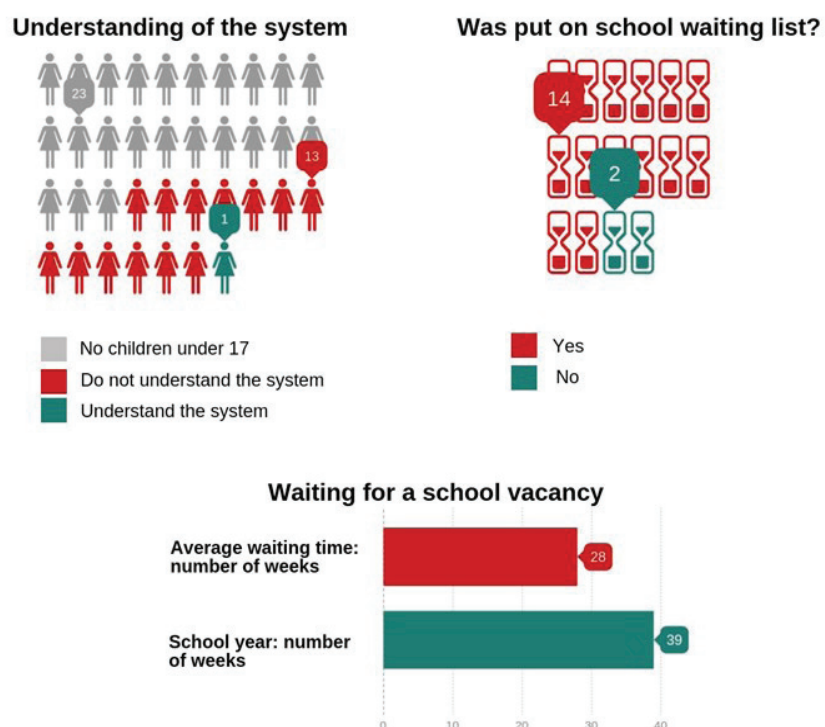 Understanding of the system
23
13
1
No children under 17
Do not understand the system
Understand the system
Was put on school waiting list?
14
2
Yes
No
Waiting for a school vacancy
Average waiting time:
number of weeks
28
School year: number
of weeks
39
0 10 20 30 40